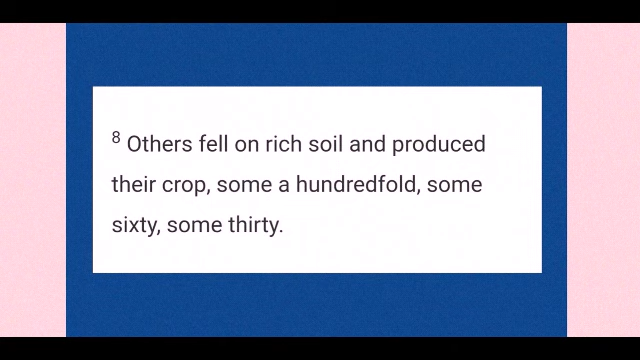 8 Others fell on rich soil and produced
their crop, some a hundredfold, some
sixty, some thirty.